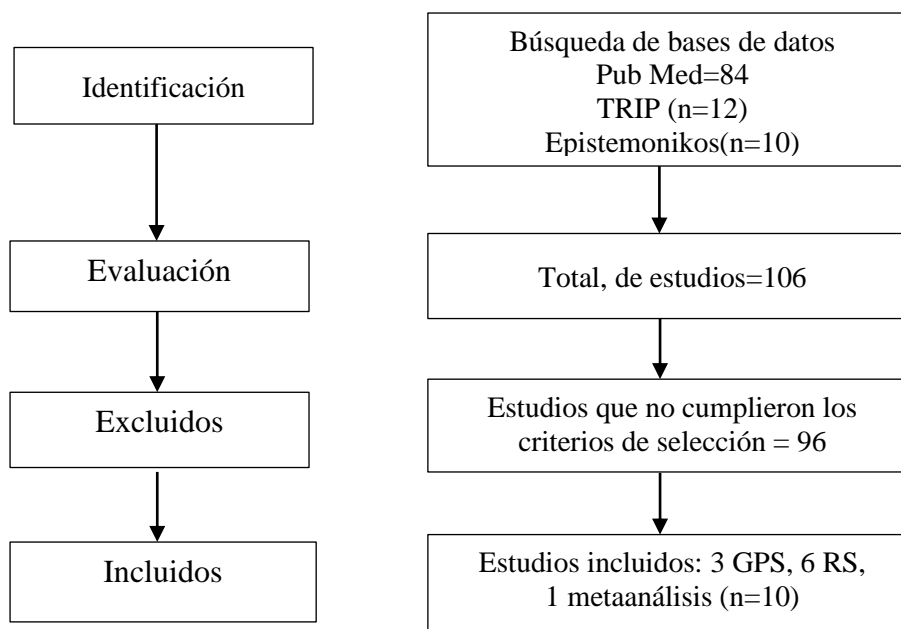 Identificación
Búsqueda de bases de datos
Pub Med=84
TRIP (n=12)
Epistemonikos(n=10)
Evaluación
Total, de estudios=106
Excluidos
Estudios que no cumplieron los
criterios de selección = 96
Incluidos
Estudios incluidos: 3 GPS, 6 RS,
1 metaanálisis (n=10)